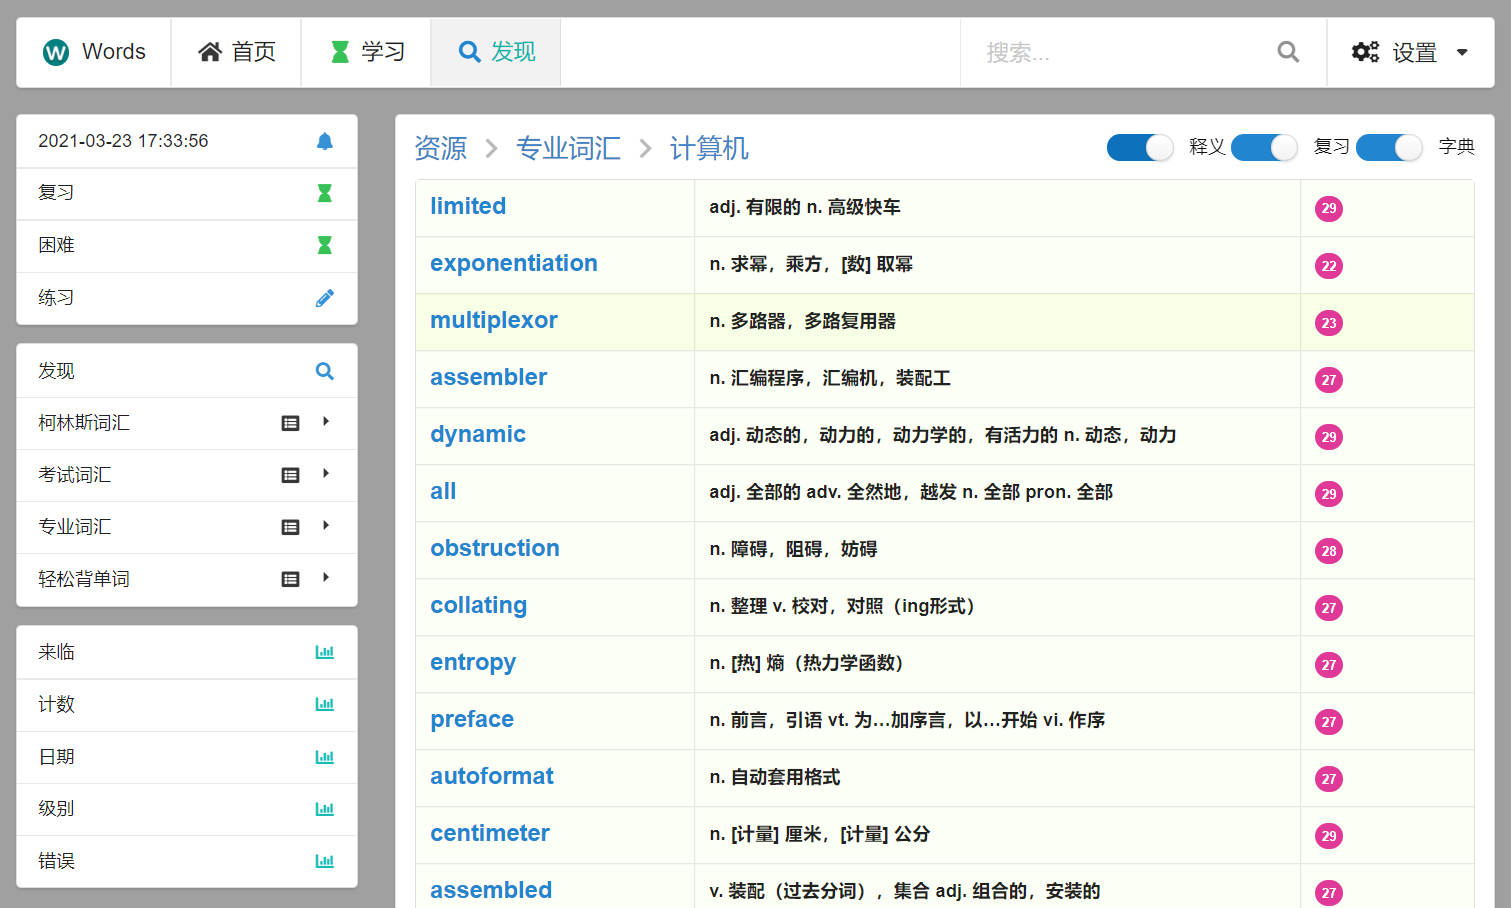 Words 首页 学习 发现 搜索... 设置
2021-03-23 17:33:56
复习
困难
练习
发现
柯林斯词汇
考试词汇
专业词汇
轻松背单词
来临
计数
日期
级别
错误
资源 > 专业词汇 > 计算机 释义 复习 字典
limited adj. 有限的 n. 高级快车 29
exponentiation n. 求幂，乘方，[数] 取幂 22
multiplexor n. 多路器，多路复用器 23
assembler n. 汇编程序，汇编机，装配工 27
dynamic adj. 动态的，动力的，动力学的，有活力的 n. 动态，动力 29
all adj. 全部的 adv. 全然地，越发 n. 全部 pron. 全部 29
obstruction n. 障碍，阻碍，妨碍 28
collating n. 整理 v. 校对，对照（ing形式） 27
entropy n. [热] 熵（热力学函数） 27
preface n. 前言，引语 vt. 为…加序言，以…开始 vi. 作序 27
autoformat n. 自动套用格式 27
centimeter n. [计量] 厘米，[计量] 公分 29
assembled v. 装配（过去分词），集合 adj. 组合的，安装的 27